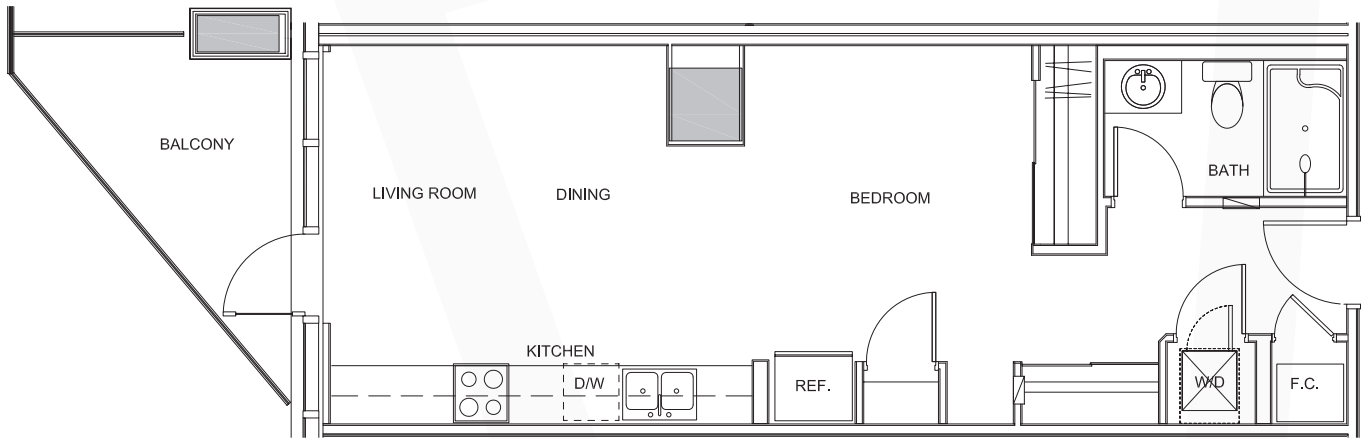 BALCONY
LIVING ROOM
DINING
BEDROOM
BATH
KITCHEN
D/W
REF.
W/D
F.C.